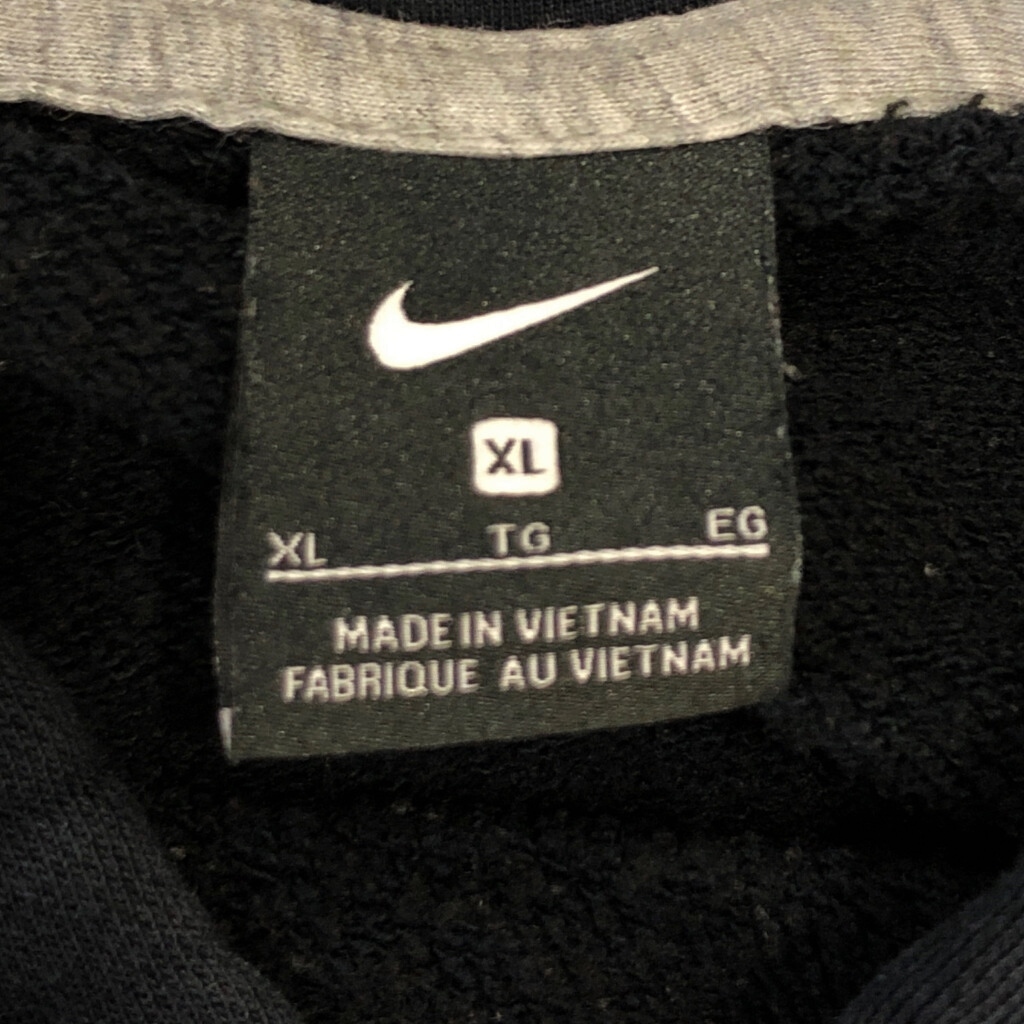 XL
XL TG EG
MADE IN VIETNAM
FABRIQUE AU VIETNAM